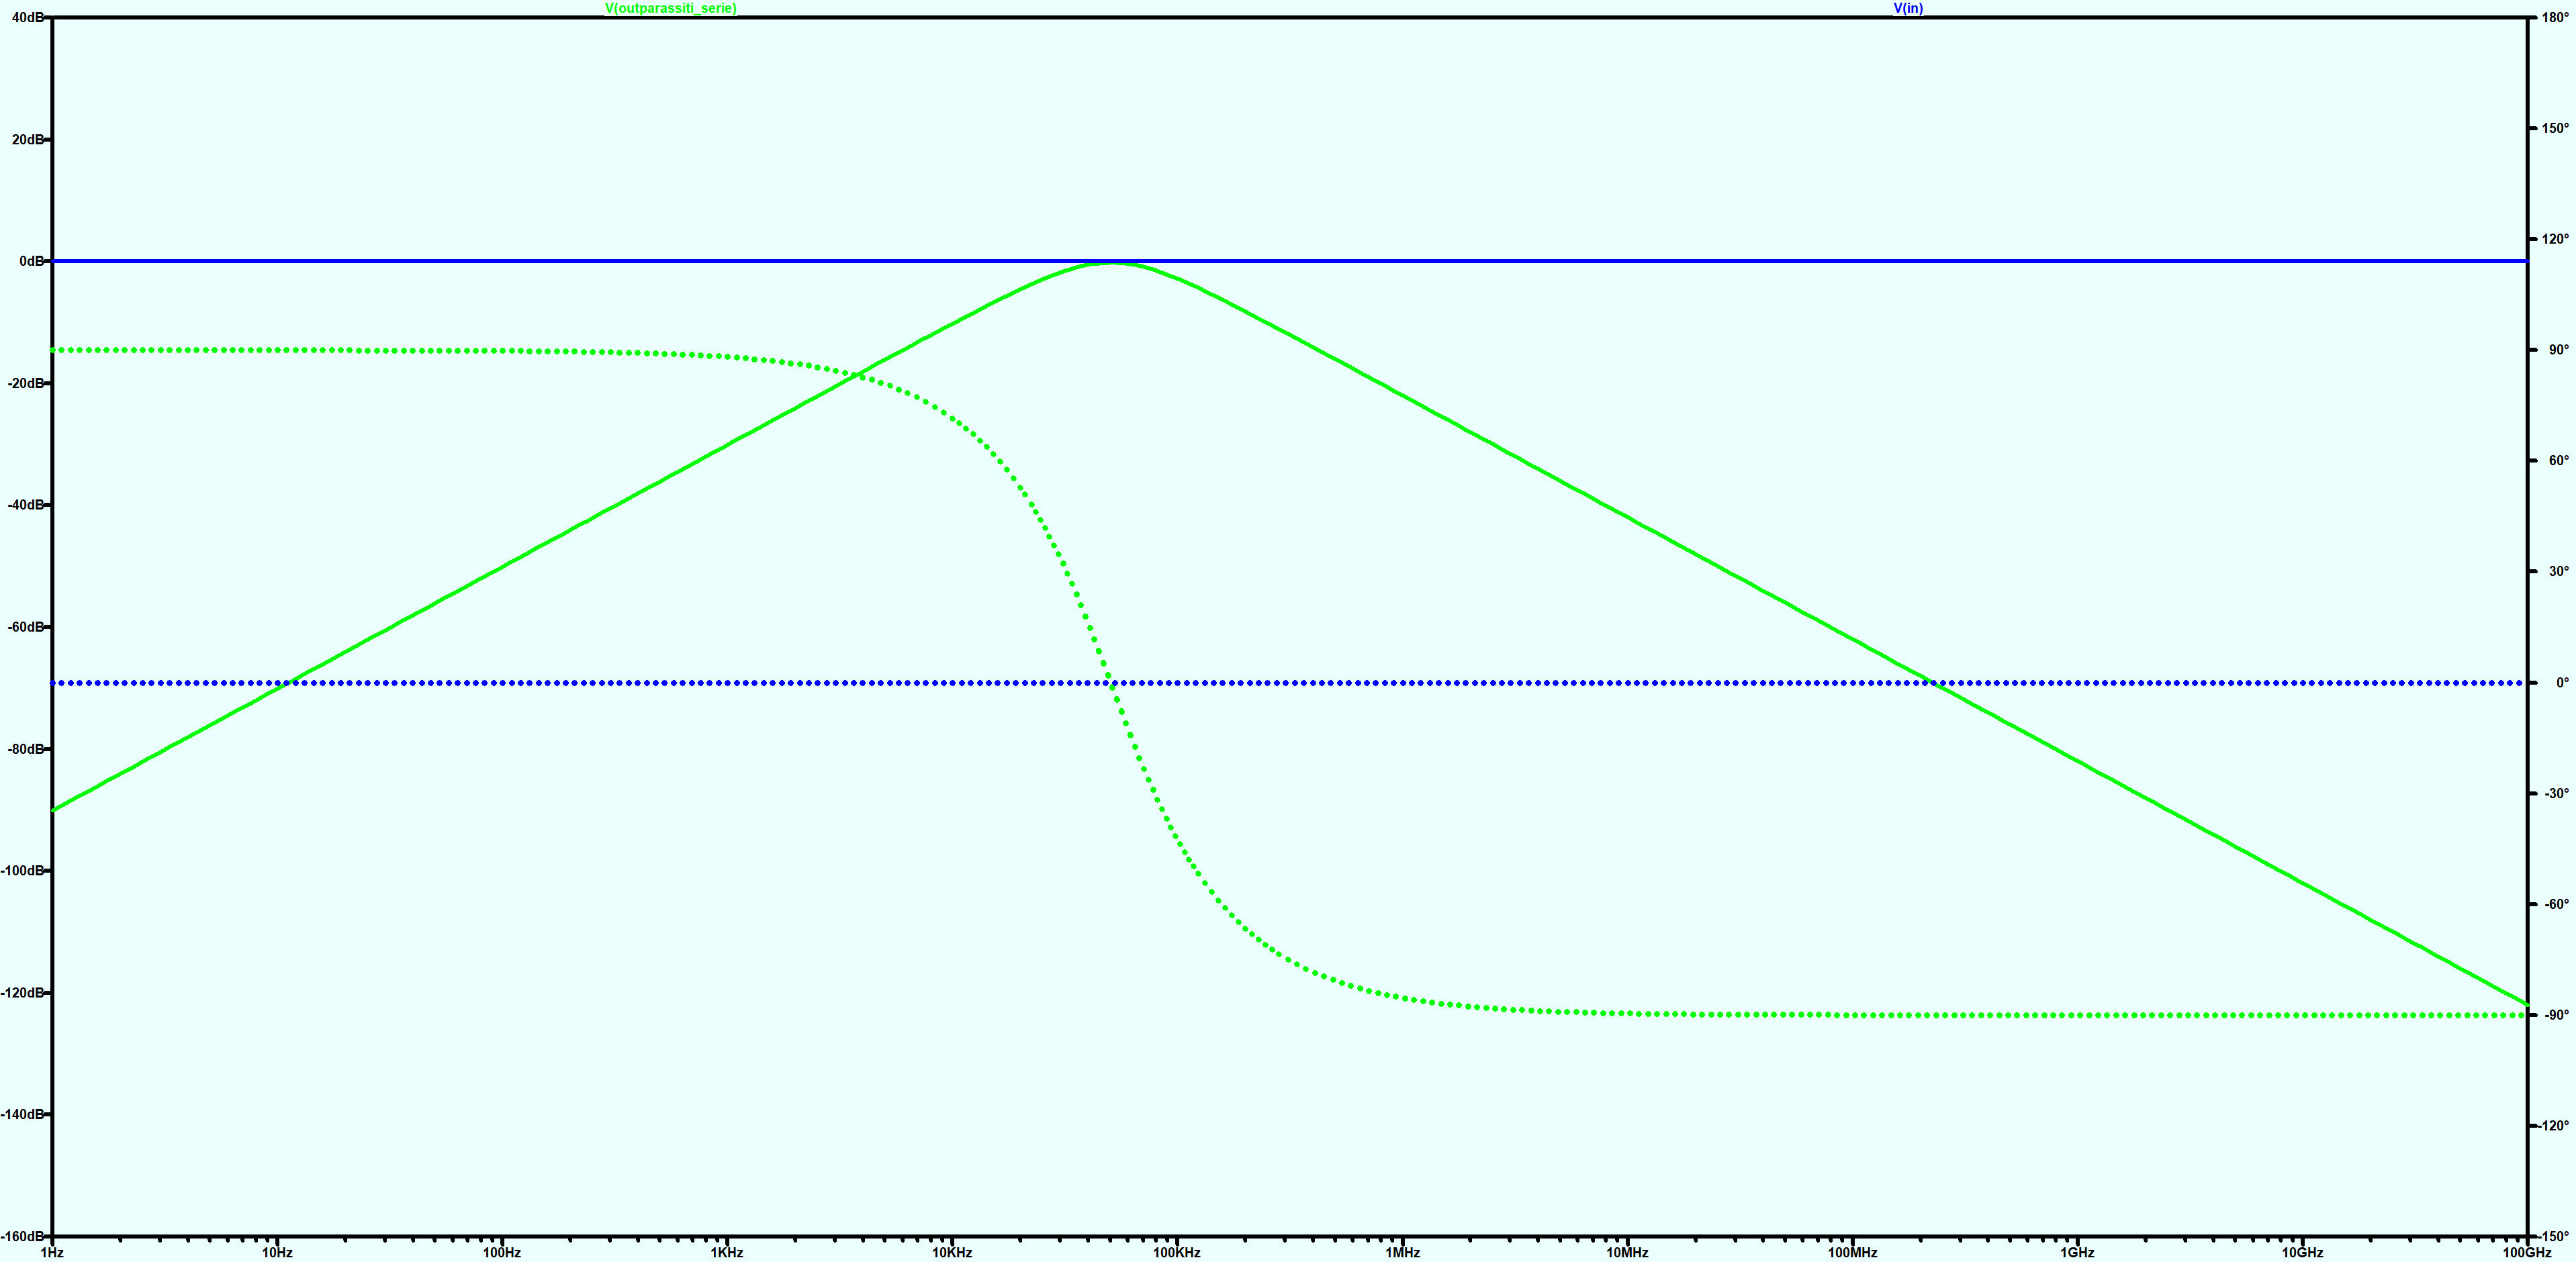 V(outparassiti_serie)
V(in)
40dB
20dB
0dB
-20dB
-40dB
-60dB
-80dB
-100dB
-120dB
-140dB
-160dB
180°
150°
120°
90°
60°
30°
0°
-30°
-60°
-90°
-120°
-150°
1Hz 10Hz 100Hz 1KHz 10KHz 100KHz 1MHz 10MHz 100MHz 1GHz 10GHz 100GHz